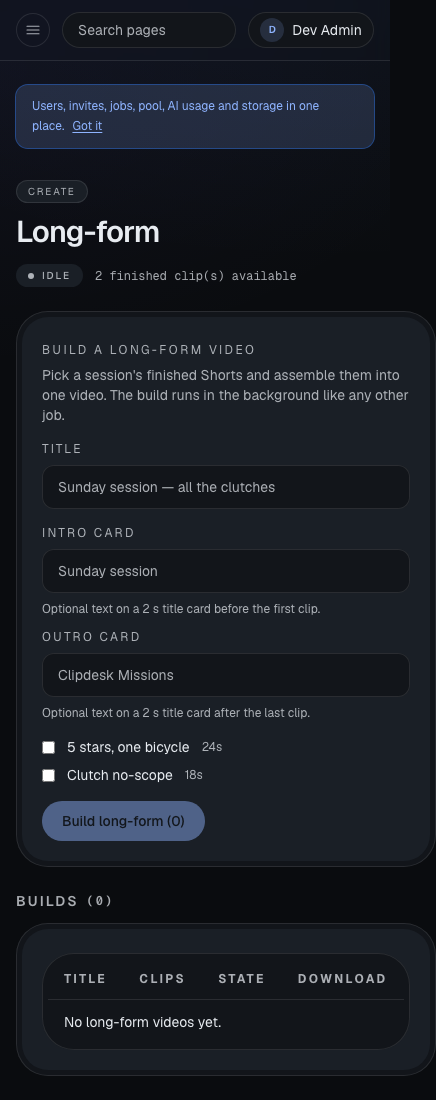 Search pages
D
Dev Admin
Users, invites, jobs, pool, AI usage and storage in one
place. Got it
CREATE
Long-form
IDLE
2 finished clip(s) available
BUILD A LONG-FORM VIDEO
Pick a session's finished Shorts and assemble them into
one video. The build runs in the background like any other
job.
TITLE
Sunday session — all the clutches
INTRO CARD
Sunday session
Optional text on a 2 s title card before the first clip.
OUTRO CARD
Clipdesk Missions
Optional text on a 2 s title card after the last clip.
5 stars, one bicycle 24s
Clutch no-scope 18s
Build long-form (0)
BUILDS (0)
TITLE CLIPS STATE DOWNLOAD
No long-form videos yet.